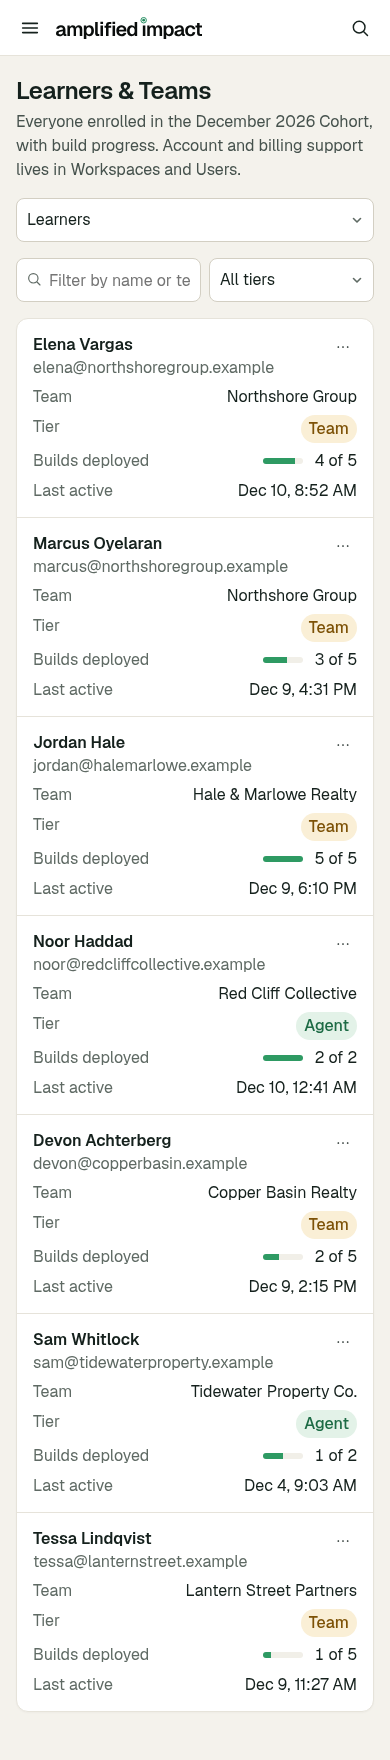 amplified impact
Learners & Teams
Everyone enrolled in the December 2026 Cohort,
with build progress. Account and billing support
lives in Workspaces and Users.
Learners
Filter by name or te
All tiers
Elena Vargas ...
elena@northshoregroup.example
Team Northshore Group
Tier Team
Builds deployed 4 of 5
Last active Dec 10, 8:52 AM
Marcus Oyelaran ...
marcus@northshoregroup.example
Team Northshore Group
Tier Team
Builds deployed 3 of 5
Last active Dec 9, 4:31 PM
Jordan Hale ...
jordan@halemarlowe.example
Team Hale & Marlowe Realty
Tier Team
Builds deployed 5 of 5
Last active Dec 9, 6:10 PM
Noor Haddad ...
noor@redcliffcollective.example
Team Red Cliff Collective
Tier Agent
Builds deployed 2 of 2
Last active Dec 10, 12:41 AM
Devon Achterberg ...
devon@copperbasin.example
Team Copper Basin Realty
Tier Team
Builds deployed 2 of 5
Last active Dec 9, 2:15 PM
Sam Whitlock ...
sam@tidewaterproperty.example
Team Tidewater Property Co.
Tier Agent
Builds deployed 1 of 2
Last active Dec 4, 9:03 AM
Tessa Lindqvist ...
tessa@lanternstreet.example
Team Lantern Street Partners
Tier Team
Builds deployed 1 of 5
Last active Dec 9, 11:27 AM